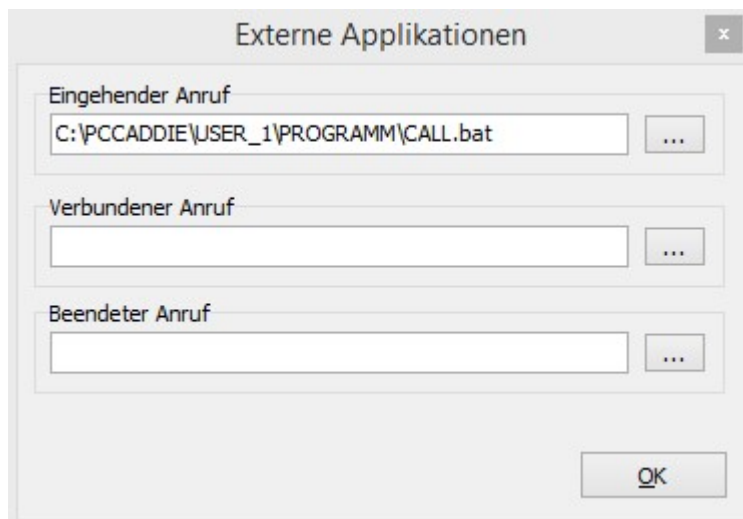 Externe Applikationen
x
Eingehender Anruf
C:\PCCADDIE\USER_1\PROGRAMM\CALL.bat
...
Verbundener Anruf
...
Beendeter Anruf
...
OK